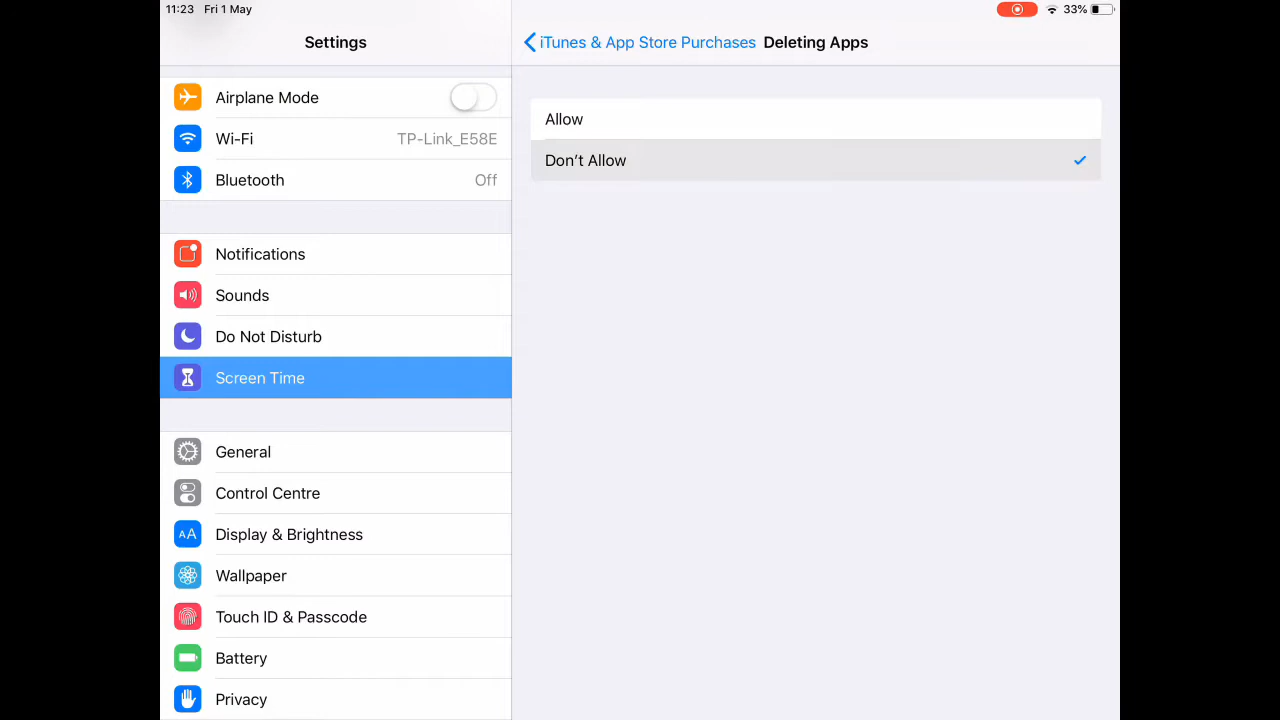 11:23 Fri 1 May 33%
Settings
iTunes & App Store Purchases Deleting Apps
Airplane Mode
Wi-Fi TP-Link_E58E
Bluetooth Off
Notifications
Sounds
Do Not Disturb
Screen Time
General
Control Centre
AA Display & Brightness
Wallpaper
Touch ID & Passcode
Battery
Privacy
Allow
Don't Allow